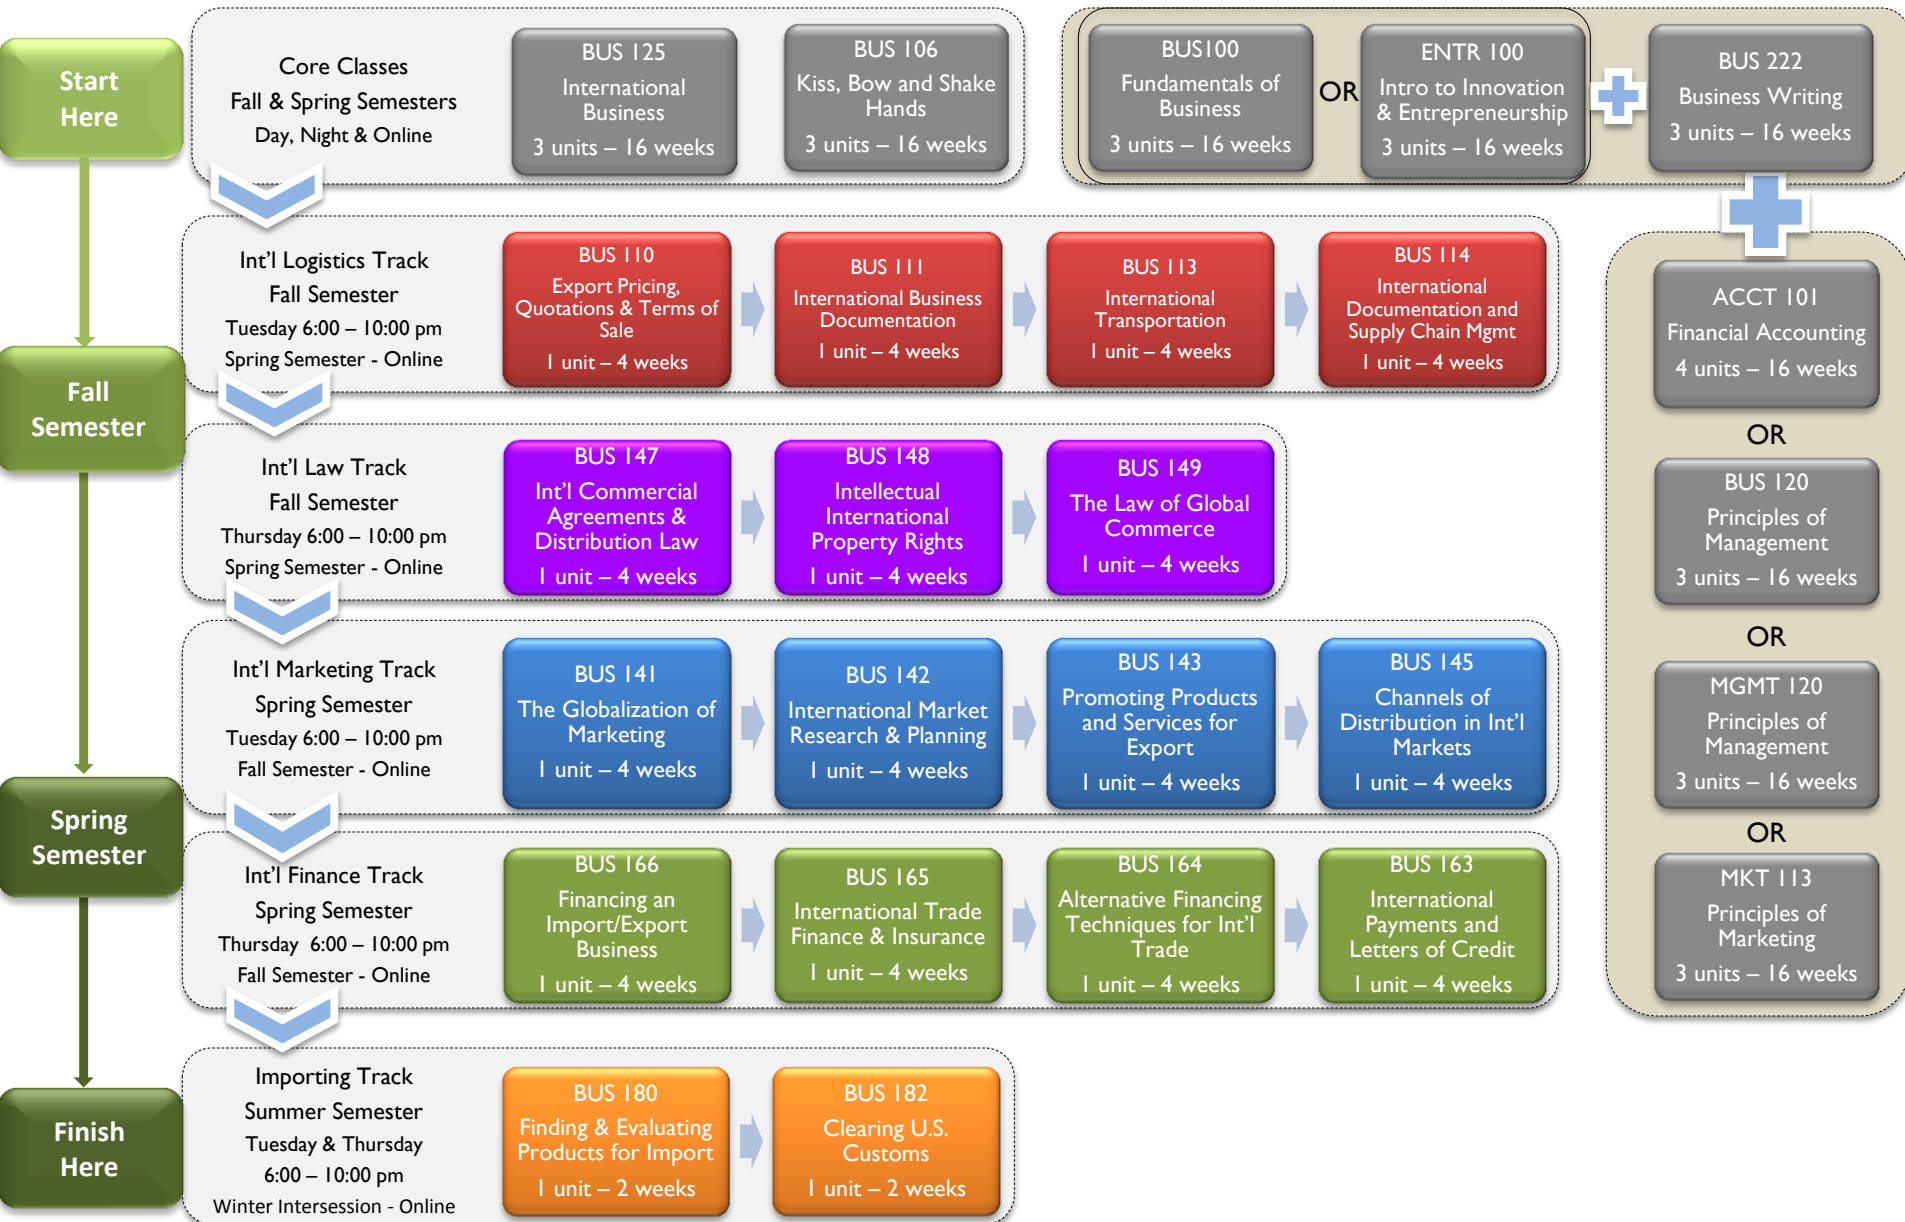 Start
Here
Core Classes
Fall & Spring Semesters
Day, Night & Online
BUS 125
International
Business
3 units – 16 weeks
BUS 106
Kiss, Bow and Shake
Hands
3 units – 16 weeks
BUS100
Fundamentals of
Business
3 units – 16 weeks
OR
ENTR 100
Intro to Innovation
& Entrepreneurship
3 units – 16 weeks
BUS 222
Business Writing
3 units – 16 weeks
Int'l Logistics Track
Fall Semester
Tuesday 6:00 – 10:00 pm
Spring Semester - Online
BUS 110
Export Pricing,
Quotations & Terms of
Sale
1 unit – 4 weeks
BUS 111
International Business
Documentation
1 unit – 4 weeks
BUS 113
International
Transportation
1 unit – 4 weeks
BUS 114
International
Documentation and
Supply Chain Mgmt
1 unit – 4 weeks
Fall
Semester
Int'l Law Track
Fall Semester
Thursday 6:00 – 10:00 pm
Spring Semester - Online
BUS 147
Int'l Commercial
Agreements &
Distribution Law
1 unit – 4 weeks
BUS 148
Intellectual
International
Property Rights
1 unit – 4 weeks
BUS 149
The Law of Global
Commerce
1 unit – 4 weeks
Int'l Marketing Track
Spring Semester
Tuesday 6:00 – 10:00 pm
Fall Semester - Online
BUS 141
The Globalization of
Marketing
1 unit – 4 weeks
BUS 142
International Market
Research & Planning
1 unit – 4 weeks
BUS 143
Promoting Products
and Services for
Export
1 unit – 4 weeks
BUS 145
Channels of
Distribution in Int'l
Markets
1 unit – 4 weeks
Spring
Semester
Int'l Finance Track
Spring Semester
Thursday 6:00 – 10:00 pm
Fall Semester - Online
BUS 166
Financing an
Import/Export
Business
1 unit – 4 weeks
BUS 165
International Trade
Finance & Insurance
1 unit – 4 weeks
BUS 164
Alternative Financing
Techniques for Int'l
Trade
1 unit – 4 weeks
BUS 163
International
Payments and
Letters of Credit
1 unit – 4 weeks
Finish
Here
Importing Track
Summer Semester
Tuesday & Thursday
6:00 – 10:00 pm
Winter Intersession - Online
BUS 180
Finding & Evaluating
Products for Import
1 unit – 2 weeks
BUS 182
Clearing U.S.
Customs
1 unit – 2 weeks
ACCT 101
Financial Accounting
4 units – 16 weeks
OR
BUS 120
Principles of
Management
3 units – 16 weeks
OR
MGMT 120
Principles of
Management
3 units – 16 weeks
OR
MKT 113
Principles of
Marketing
3 units – 16 weeks